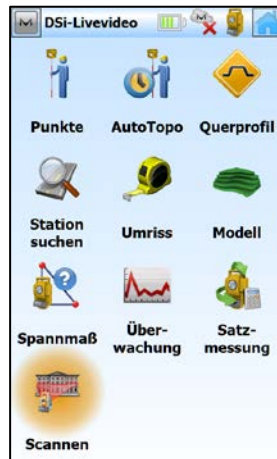 DSi-Livevideo
Punkte
AutoTopo
Querprofil
Station
suchen
Umriss
Modell
Spannmaß
Über-
wachung
Satz-
messung
Scannen